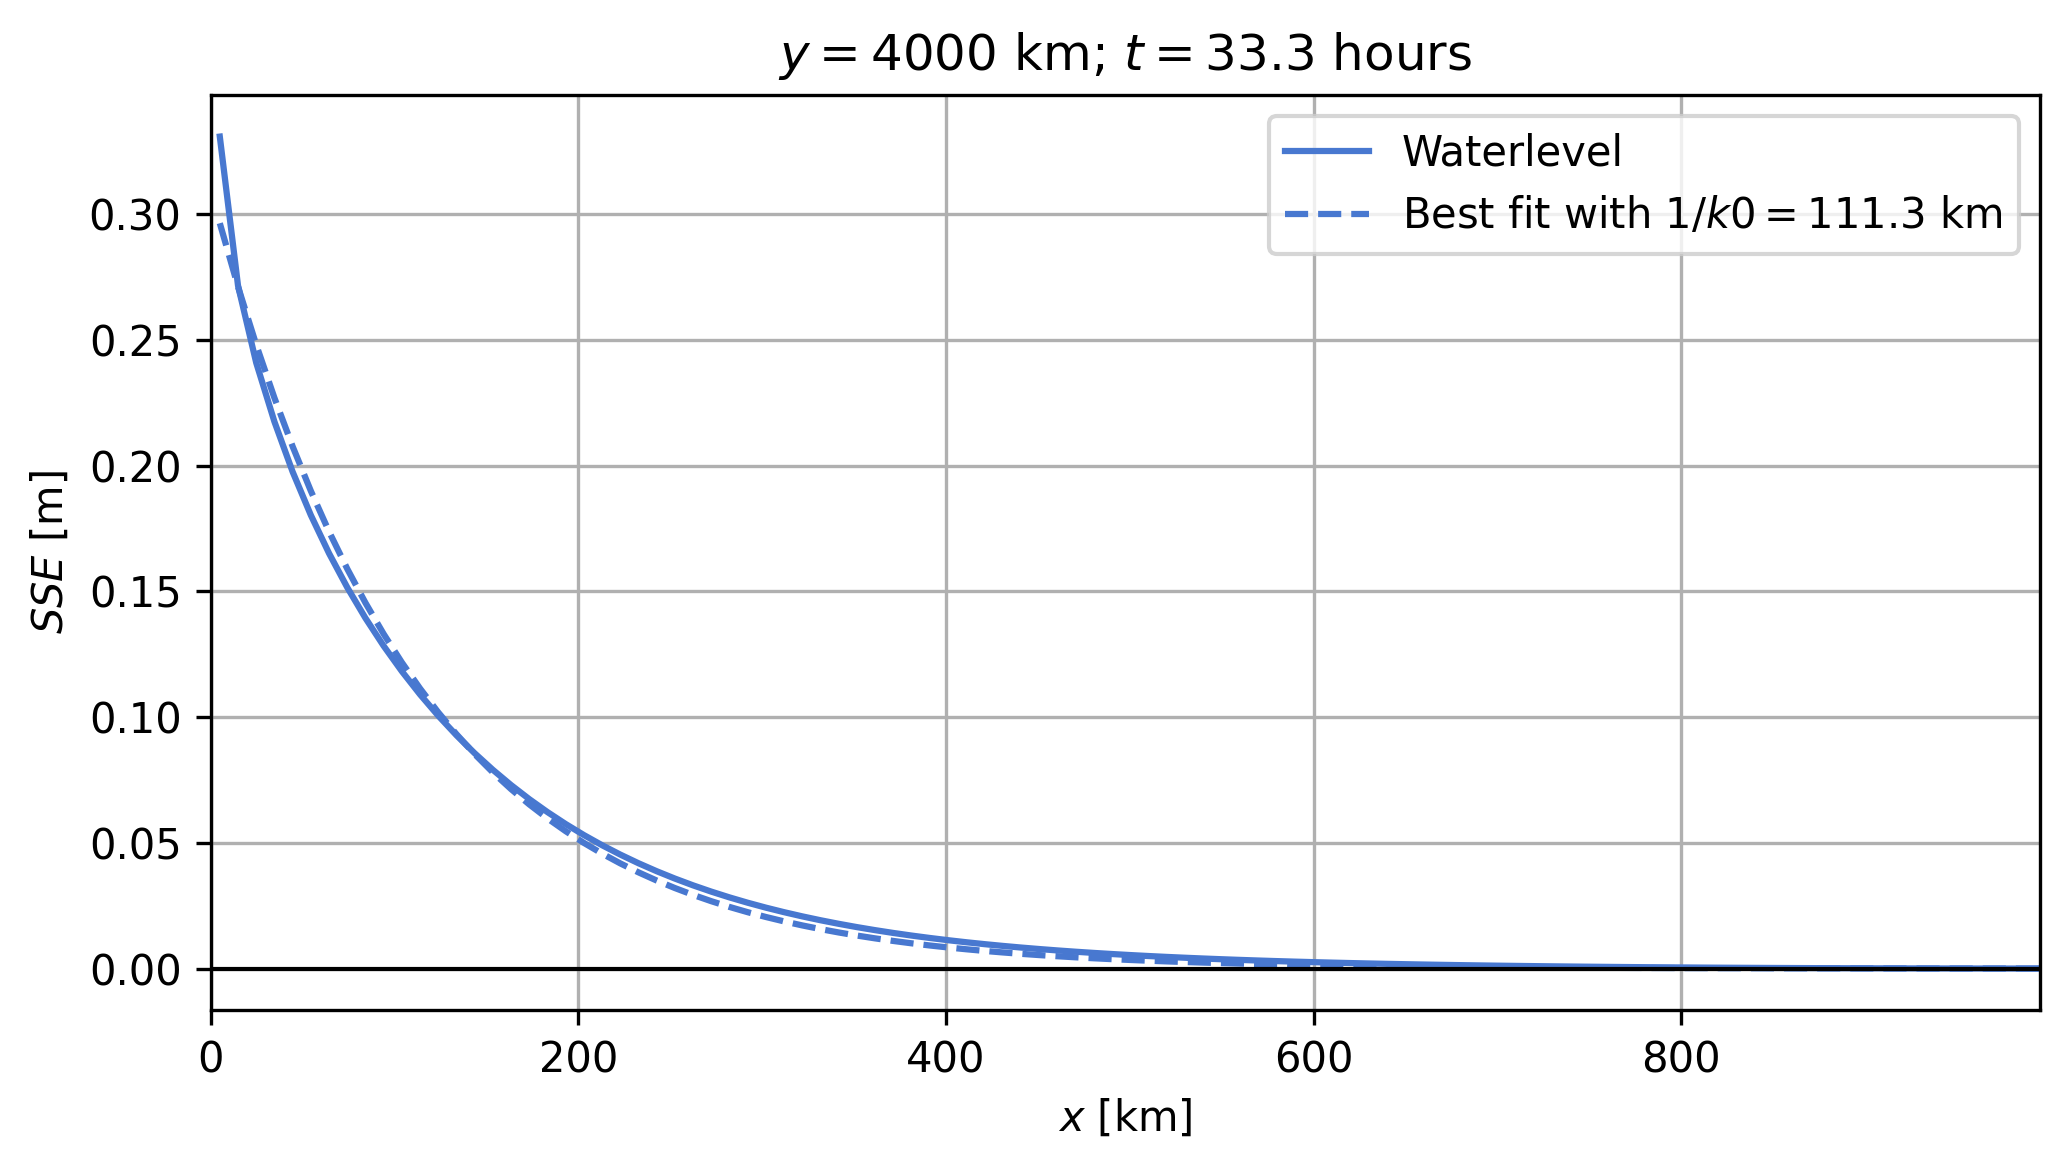 y = 4000 km; t = 33.3 hours
Waterlevel
Best fit with 1/k0 = 111.3 km
SSE [m]
0.30
0.25
0.20
0.15
0.10
0.05
0.00
0 200 400 600 800
x [km]